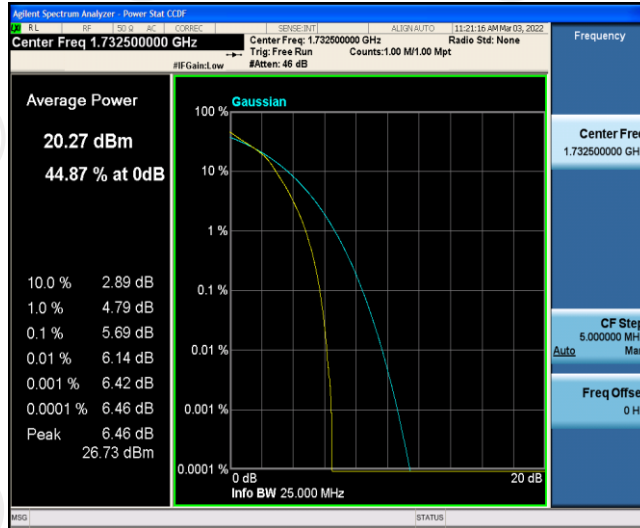 Agilent Spectrum Analyzer - Power Stat CCDF
RL RF 50 Ω AC CORREC SENSE:INT ALIGNAUTO 11:21:16 AM Mar 03, 2022
Center Freq 1.732500000 GHz
Center Freq: 1.732500000 GHz Radio Std: None
Trig: Free Run Counts:1.00 M/1.00 Mpt
#IFGain:Low #Atten: 46 dB
Frequency
Average Power
20.27 dBm
44.87 % at 0dB
10.0 % 2.89 dB
1.0 % 4.79 dB
0.1 % 5.69 dB
0.01 % 6.14 dB
0.001 % 6.42 dB
0.0001 % 6.46 dB
Peak 6.46 dB
26.73 dBm
Gaussian
100 %
10 %
1 %
0.1 %
0.01 %
0.001 %
0.0001 %
0 dB 20 dB
Info BW 25.000 MHz
Center Fre
1.732500000 GH
CF Step
5.000000 MH
Auto Ma
Freq Offse
0 H
MSG STATUS